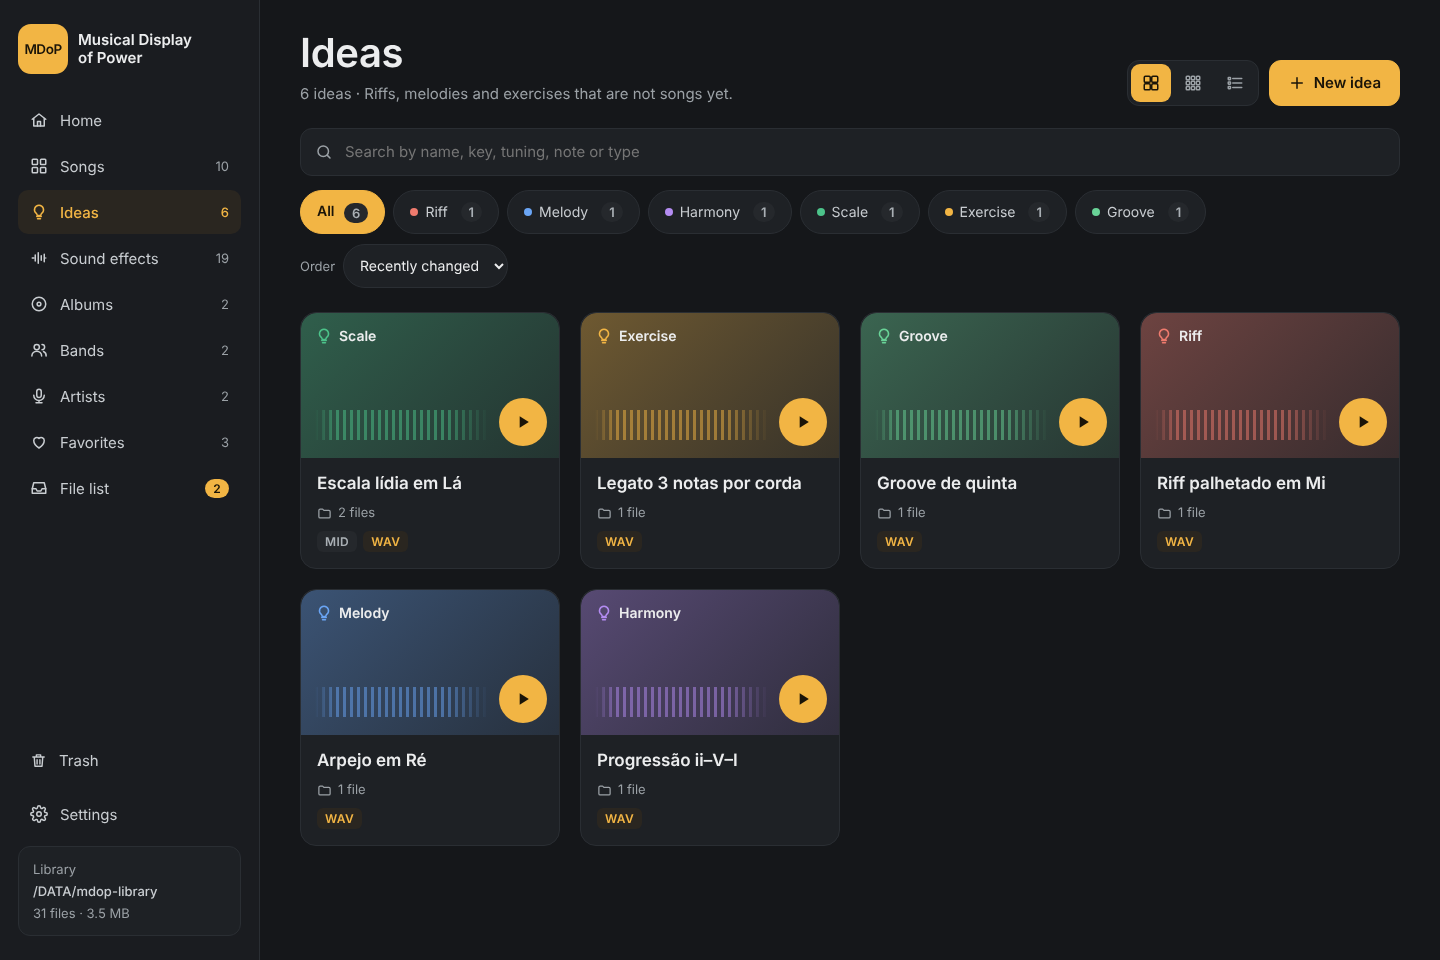 MDoP
Musical Display
of Power
Home
Songs 10
Ideas 6
Sound effects 19
Albums 2
Bands 2
Artists 2
Favorites 3
File list 2
Trash
Settings
Library
/DATA/mdop-library
31 files · 3.5 MB
Ideas
6 ideas · Riffs, melodies and exercises that are not songs yet.
New idea
Search by name, key, tuning, note or type
All 6 Riff 1 Melody 1 Harmony 1 Scale 1 Exercise 1 Groove 1
Order Recently changed
Scale
Escala lídia em Lá
2 files
MID WAV
Exercise
Legato 3 notas por corda
1 file
WAV
Groove
Groove de quinta
1 file
WAV
Riff
Riff palhetado em Mi
1 file
WAV
Melody
Arpejo em Ré
1 file
WAV
Harmony
Progressão ii–V–I
1 file
WAV